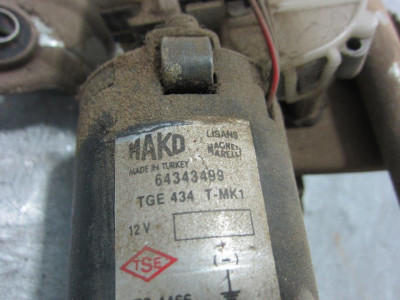 MAKO
LISANS
MAGNETI
MARELLI
MADE IN TURKEY
64343499
TGE 434 T-MK1
12 V
TSE
(-)